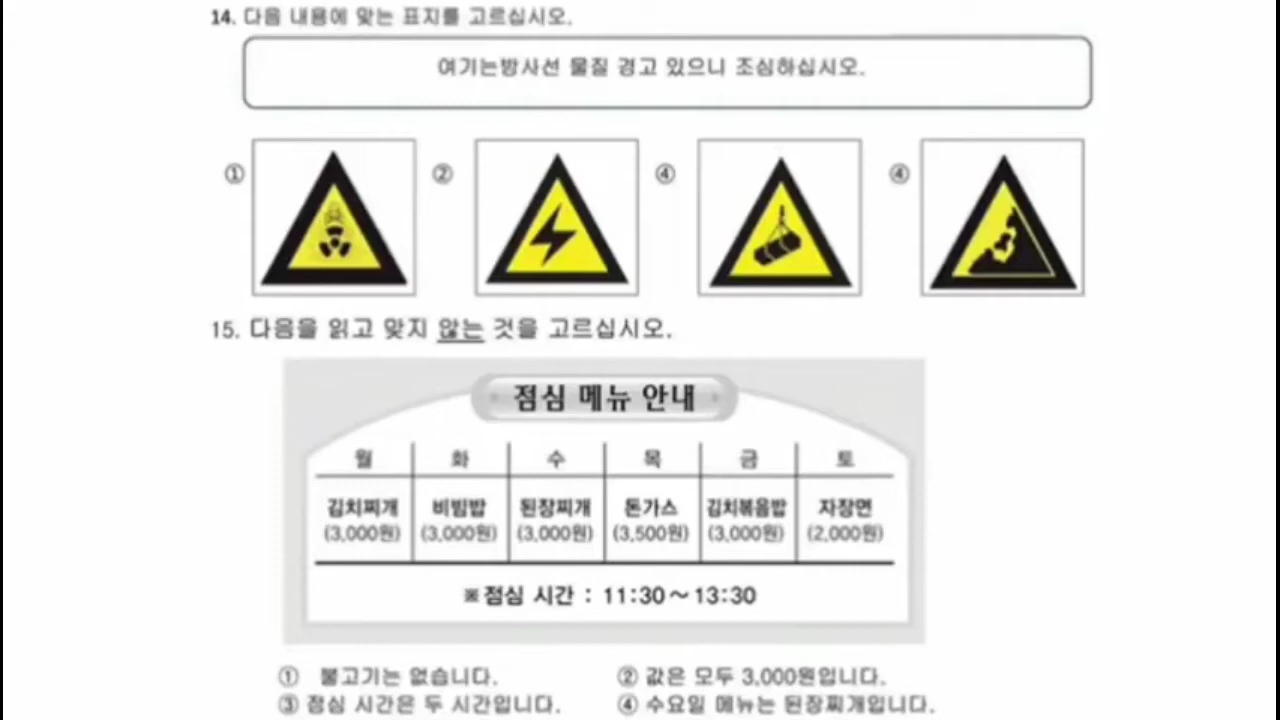 14. 다음 내용에 맞는 표지를 고르십시오.
여기는방사선 물질 경고 있으니 조심하십시오.
① ② ④ ④
15. 다음을 읽고 맞지 않는 것을 고르십시오.
점심 메뉴 안내
월 화 수 목 금 토
김치찌개 비빔밥 된장찌개 돈가스 김치볶음밥 자장면
(3,000원) (3,000원) (3,000원) (3,500원) (3,000원) (2,000원)
※점심 시간 : 11:30~13:30
① 불고기는 없습니다. ② 값은 모두 3,000원입니다.
③ 점심 시간은 두 시간입니다. ④ 수요일 메뉴는 된장찌개입니다.